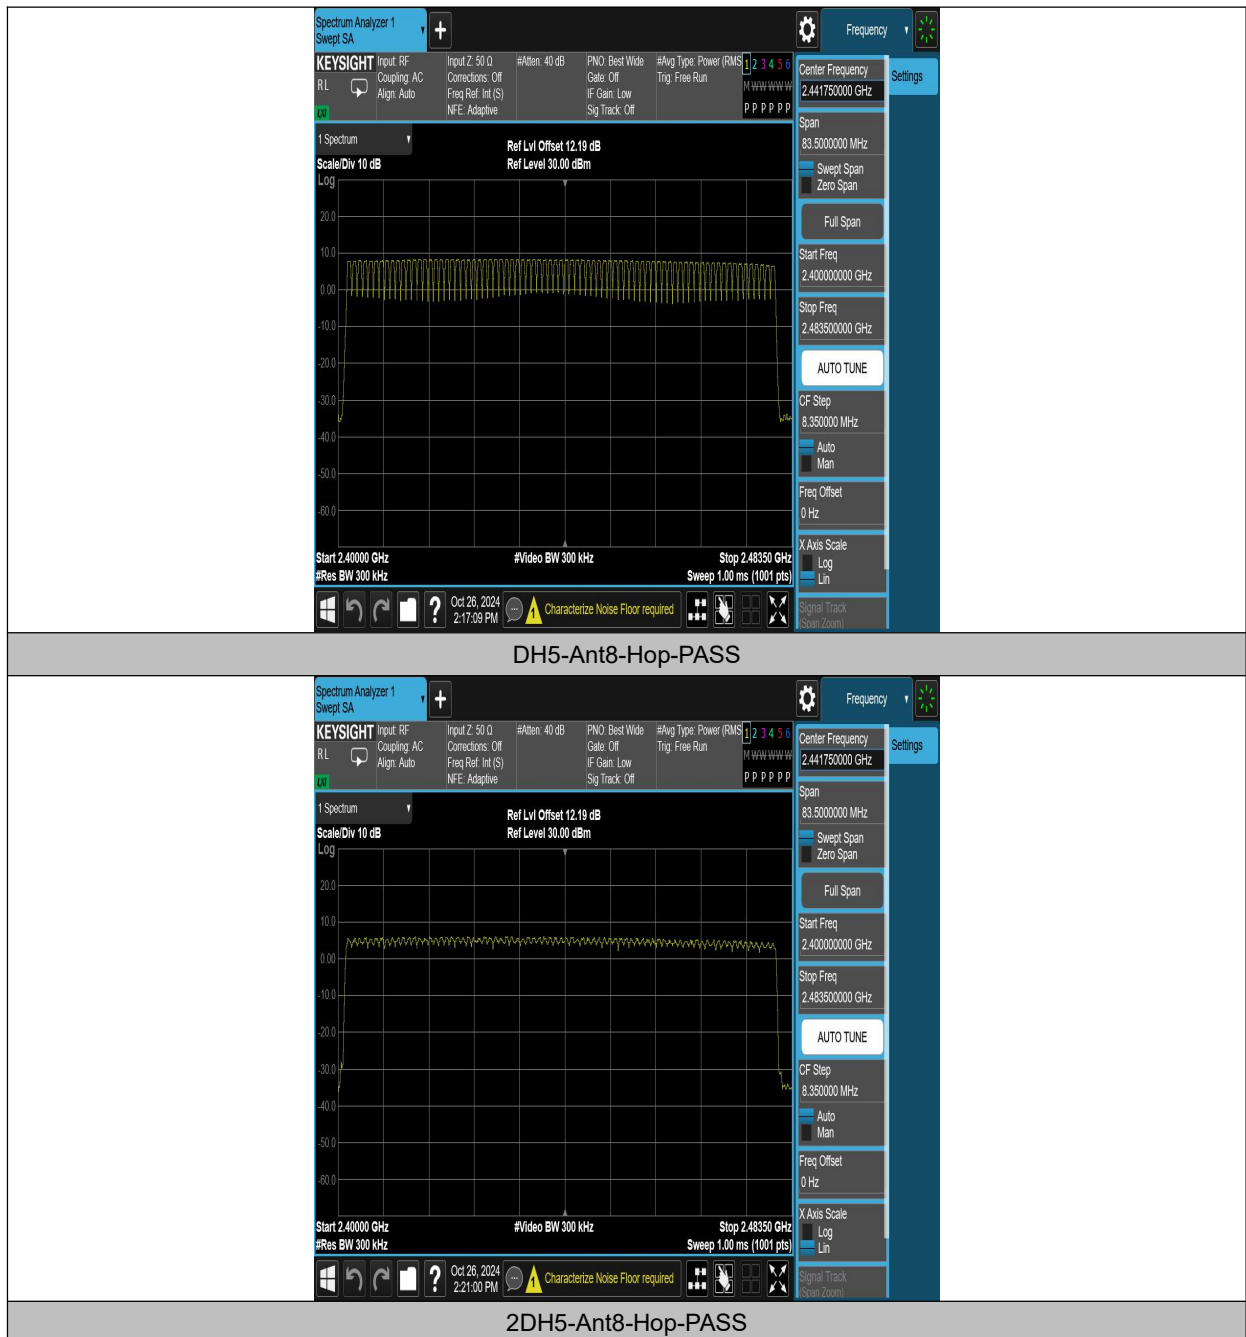 Spectrum Analyzer 1
Swept SA
+
Frequency
KEYSIGHT
RL
Input: RF
Coupling: AC
Align: Auto
Input Z: 50 Ω
Corrections: Off
Freq Ref: Int (S)
NFE: Adaptive
#Atten: 40 dB
PNO: Best Wide
Gate: Off
IF Gain: Low
Sig Track: Off
#Avg Type: Power (RMS
Trig: Free Run
1 2 3 4 5 6
M W W W W W
P P P P P P
Center Frequency
2.441750000 GHz
Settings
Span
83.5000000 MHz
Swept Span
Zero Span
Full Span
Start Freq
2.400000000 GHz
Stop Freq
2.483500000 GHz
AUTO TUNE
CF Step
8.350000 MHz
Auto
Man
Freq Offset
0 Hz
X Axis Scale
Log
Lin
Signal Track
(Span Zoom)
1 Spectrum
Scale/Div 10 dB
Ref Lvl Offset 12.19 dB
Ref Level 30.00 dBm
Log
20.0
10.0
0.00
-10.0
-20.0
-30.0
-40.0
-50.0
-60.0
Start 2.40000 GHz
#Video BW 300 kHz
Stop 2.48350 GHz
#Res BW 300 kHz
Sweep 1.00 ms (1001 pts)
?
Oct 26, 2024
2:17:09 PM
Characterize Noise Floor required
DH5-Ant8-Hop-PASS
Spectrum Analyzer 1
Swept SA
+
Frequency
KEYSIGHT
RL
Input: RF
Coupling: AC
Align: Auto
Input Z: 50 Ω
Corrections: Off
Freq Ref: Int (S)
NFE: Adaptive
#Atten: 40 dB
PNO: Best Wide
Gate: Off
IF Gain: Low
Sig Track: Off
#Avg Type: Power (RMS
Trig: Free Run
1 2 3 4 5 6
M W W W W W
P P P P P P
Center Frequency
2.441750000 GHz
Settings
Span
83.5000000 MHz
Swept Span
Zero Span
Full Span
Start Freq
2.400000000 GHz
Stop Freq
2.483500000 GHz
AUTO TUNE
CF Step
8.350000 MHz
Auto
Man
Freq Offset
0 Hz
X Axis Scale
Log
Lin
Signal Track
(Span Zoom)
1 Spectrum
Scale/Div 10 dB
Ref Lvl Offset 12.19 dB
Ref Level 30.00 dBm
Log
20.0
10.0
0.00
-10.0
-20.0
-30.0
-40.0
-50.0
-60.0
Start 2.40000 GHz
#Video BW 300 kHz
Stop 2.48350 GHz
#Res BW 300 kHz
Sweep 1.00 ms (1001 pts)
?
Oct 26, 2024
2:21:00 PM
Characterize Noise Floor required
2DH5-Ant8-Hop-PASS